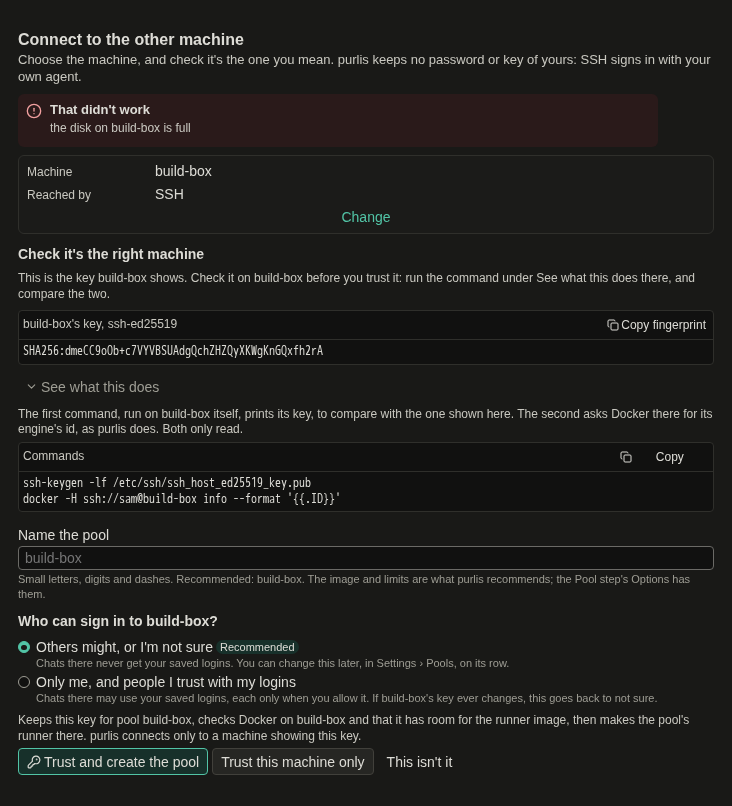 Connect to the other machine
Choose the machine, and check it's the one you mean. purlis keeps no password or key of yours: SSH signs in with your
own agent.
That didn't work
the disk on build-box is full
Machine build-box
Reached by SSH
Change
Check it's the right machine
This is the key build-box shows. Check it on build-box before you trust it: run the command under See what this does there, and
compare the two.
build-box's key, ssh-ed25519 Copy fingerprint
SHA256:dmeCC9oOb+c7VYVBSUAdgQchZHZQyXKWgKnGQxfh2rA
See what this does
The first command, run on build-box itself, prints its key, to compare with the one shown here. The second asks Docker there for its
engine's id, as purlis does. Both only read.
Commands Copy
ssh-keygen -lf /etc/ssh/ssh_host_ed25519_key.pub
docker -H ssh://sam@build-box info --format '{{.ID}}'
Name the pool
build-box
Small letters, digits and dashes. Recommended: build-box. The image and limits are what purlis recommends; the Pool step's Options has
them.
Who can sign in to build-box?
Others might, or I'm not sure Recommended
Chats there never get your saved logins. You can change this later, in Settings › Pools, on its row.
Only me, and people I trust with my logins
Chats there may use your saved logins, each only when you allow it. If build-box's key ever changes, this goes back to not sure.
Keeps this key for pool build-box, checks Docker on build-box and that it has room for the runner image, then makes the pool's
runner there. purlis connects only to a machine showing this key.
Trust and create the pool Trust this machine only This isn't it